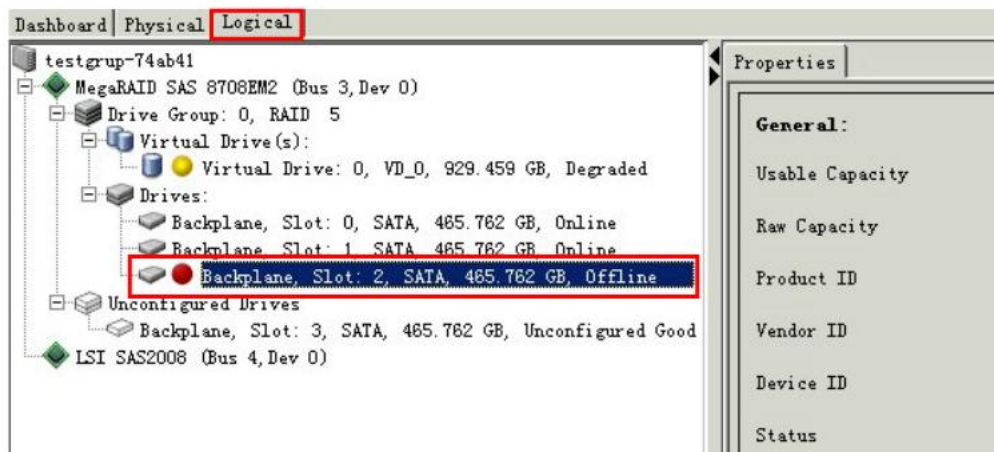 Dashboard Physical Logical
testgrup-74ab41
MegaRAID SAS 8708EM2 (Bus 3, Dev 0)
Drive Group: 0, RAID 5
Virtual Drive(s):
Virtual Drive: 0, VD_0, 929.459 GB, Degraded
Drives:
Backplane, Slot: 0, SATA, 465.762 GB, Online
Backplane, Slot: 1, SATA, 465.762 GB, Online
Backplane, Slot: 2, SATA, 465.762 GB, Offline
Unconfigured Drives
Backplane, Slot: 3, SATA, 465.762 GB, Unconfigured Good
LSI SAS2008 (Bus 4, Dev 0)
Properties
General:
Usable Capacity
Raw Capacity
Product ID
Vendor ID
Device ID
Status